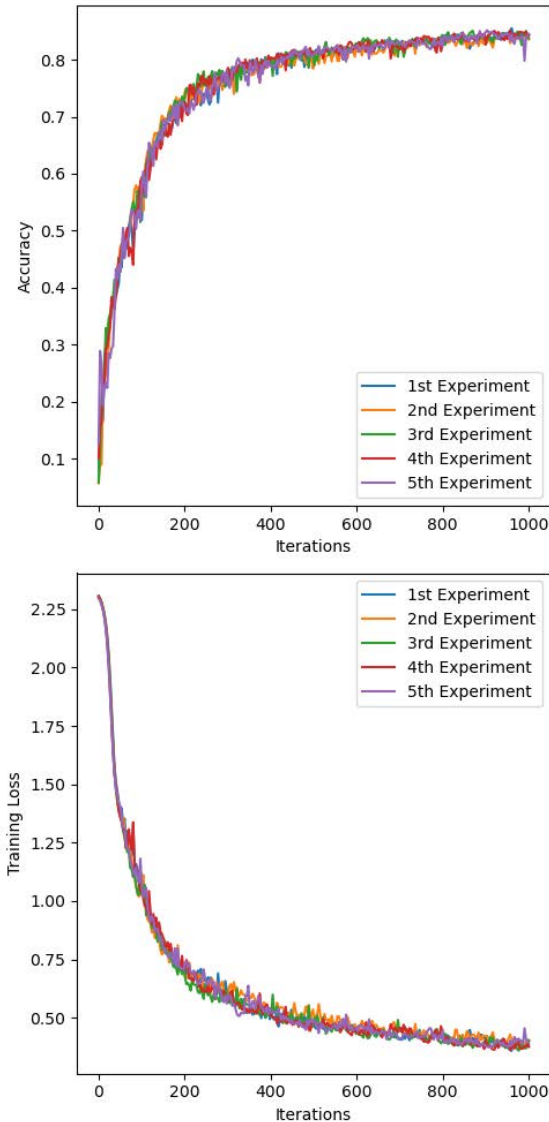 0.8
0.7
0.6
0.5
0.4
0.3
0.2
0.1
Accuracy
1st Experiment
2nd Experiment
3rd Experiment
4th Experiment
5th Experiment
0 200 400 600 800 1000
Iterations
2.25
2.00
1.75
1.50
1.25
1.00
0.75
0.50
Training Loss
1st Experiment
2nd Experiment
3rd Experiment
4th Experiment
5th Experiment
0 200 400 600 800 1000
Iterations